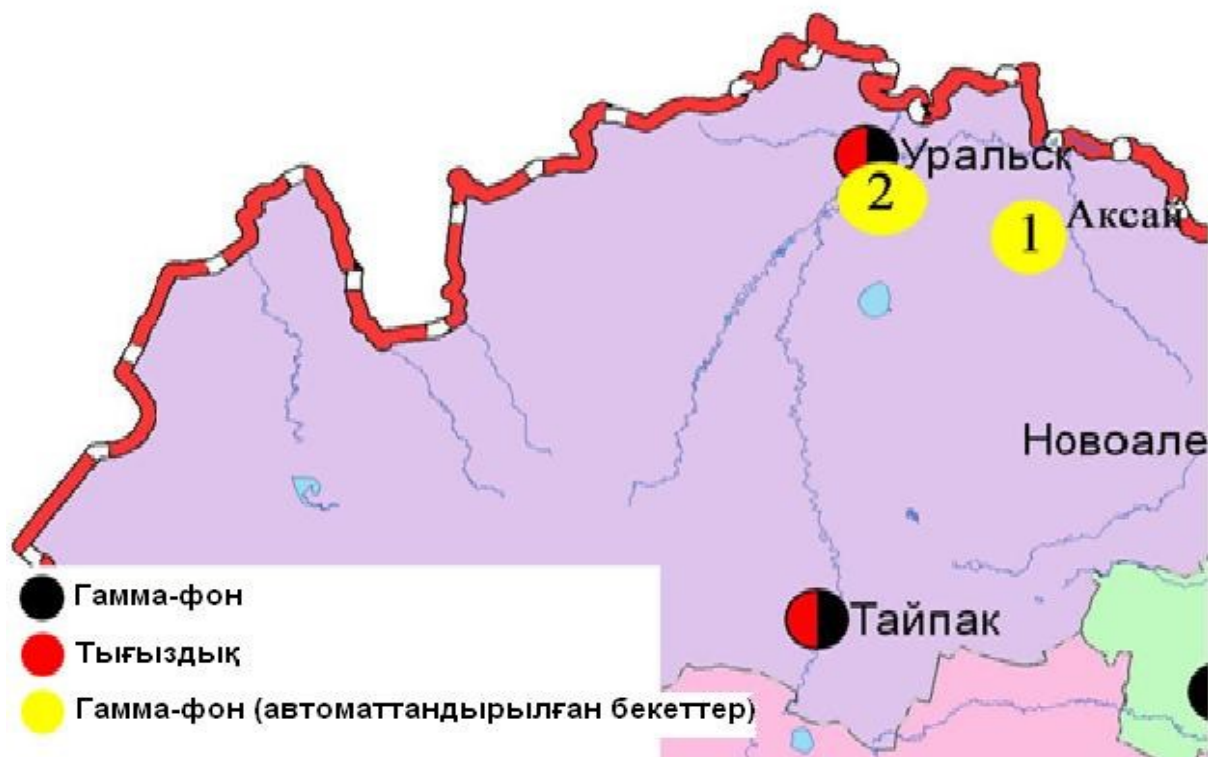 Уральск
2
1
Аксай
Новоале
Тайпак
Гамма-фон
Тығыздық
Гамма-фон (автоматтандырылған бекеттер)